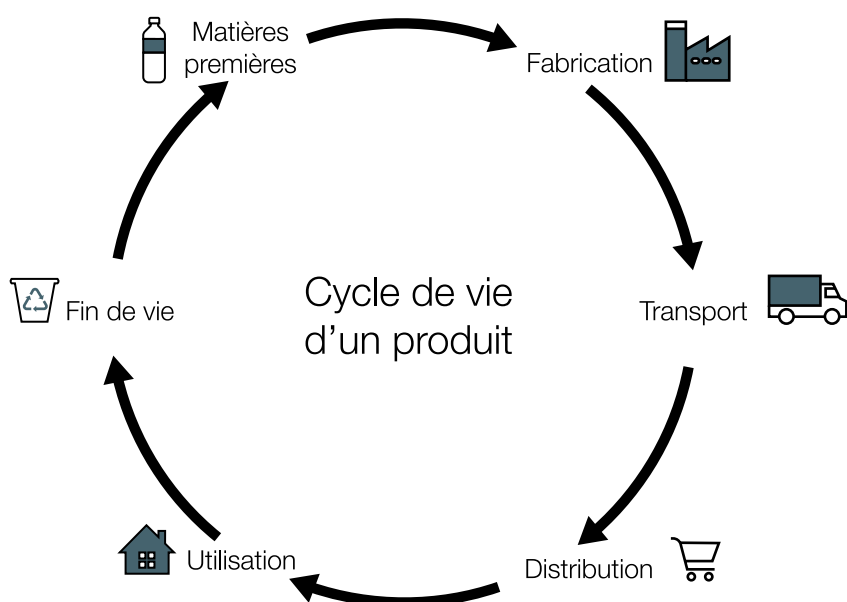 Matières
premières
Fabrication
Transport
Distribution
Utilisation
Fin de vie
Cycle de vie
d'un produit